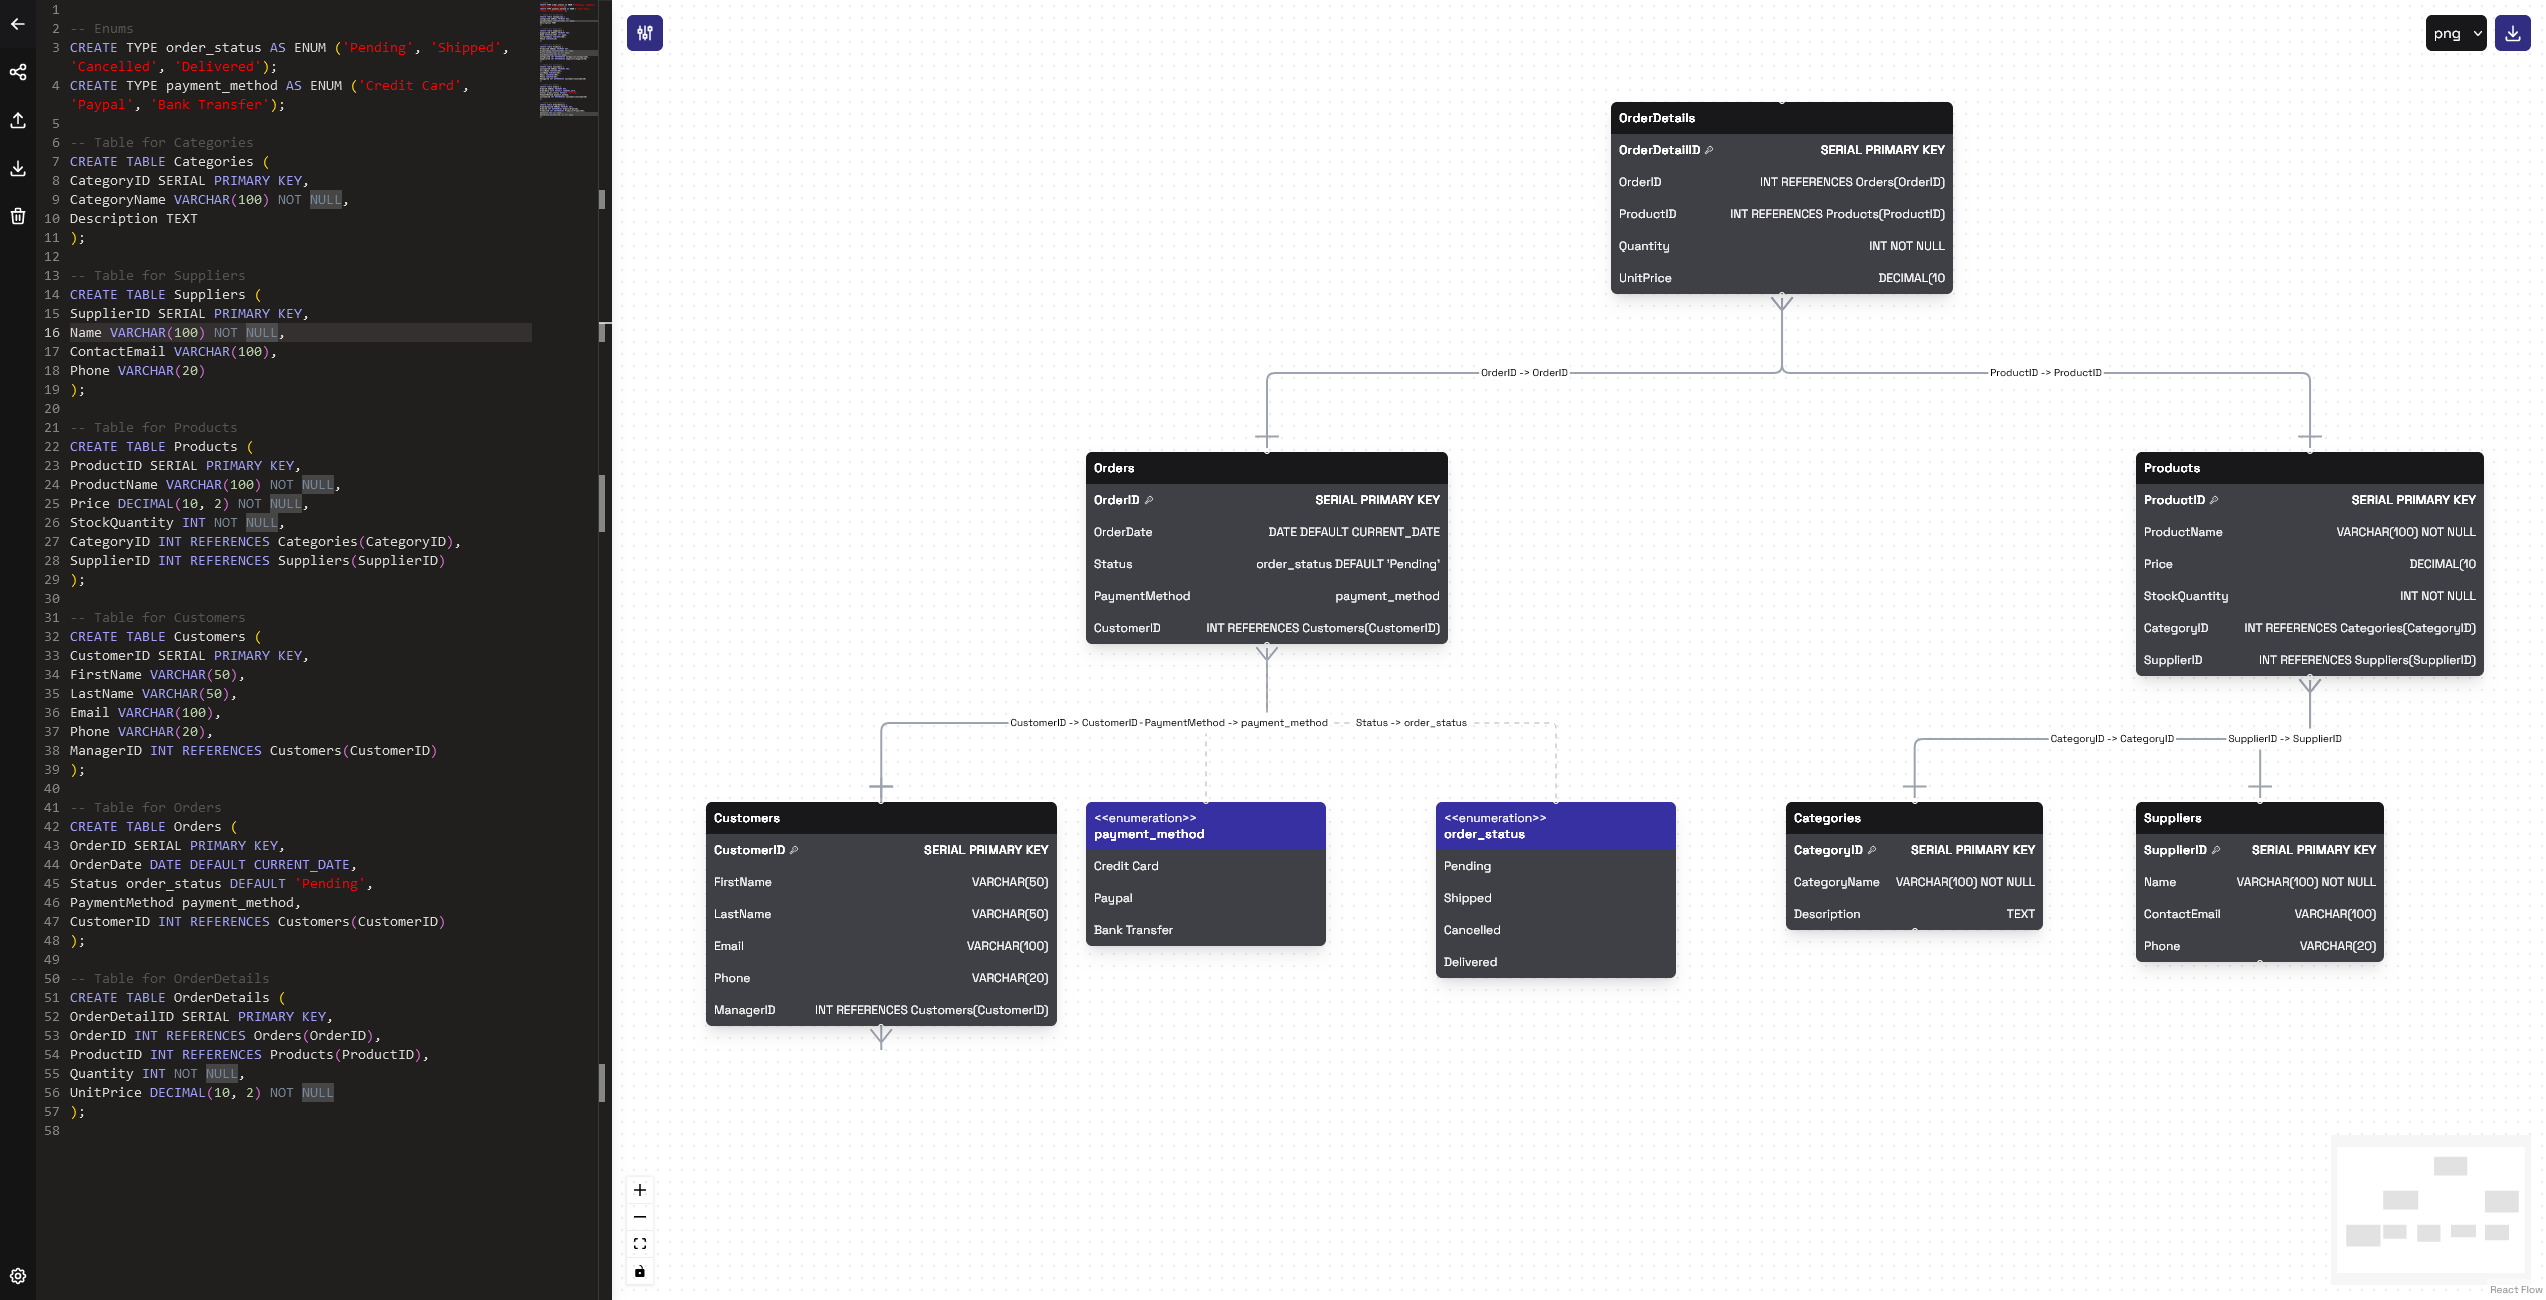 1
2 -- Enums
3 CREATE TYPE order_status AS ENUM ('Pending', 'Shipped',
'Cancelled', 'Delivered');
4 CREATE TYPE payment_method AS ENUM ('Credit Card',
'Paypal', 'Bank Transfer');
5
6 -- Table for Categories
7 CREATE TABLE Categories (
8 CategoryID SERIAL PRIMARY KEY,
9 CategoryName VARCHAR(100) NOT NULL,
10 Description TEXT
11 );
12
13 -- Table for Suppliers
14 CREATE TABLE Suppliers (
15 SupplierID SERIAL PRIMARY KEY,
16 Name VARCHAR(100) NOT NULL,
17 ContactEmail VARCHAR(100),
18 Phone VARCHAR(20)
19 );
20
21 -- Table for Products
22 CREATE TABLE Products (
23 ProductID SERIAL PRIMARY KEY,
24 ProductName VARCHAR(100) NOT NULL,
25 Price DECIMAL(10, 2) NOT NULL,
26 StockQuantity INT NOT NULL,
27 CategoryID INT REFERENCES Categories(CategoryID),
28 SupplierID INT REFERENCES Suppliers(SupplierID)
29 );
30
31 -- Table for Customers
32 CREATE TABLE Customers (
33 CustomerID SERIAL PRIMARY KEY,
34 FirstName VARCHAR(50),
35 LastName VARCHAR(50),
36 Email VARCHAR(100),
37 Phone VARCHAR(20),
38 ManagerID INT REFERENCES Customers(CustomerID)
39 );
40
41 -- Table for Orders
42 CREATE TABLE Orders (
43 OrderID SERIAL PRIMARY KEY,
44 OrderDate DATE DEFAULT CURRENT_DATE,
45 Status order_status DEFAULT 'Pending',
46 PaymentMethod payment_method,
47 CustomerID INT REFERENCES Customers(CustomerID)
48 );
49
50 -- Table for OrderDetails
51 CREATE TABLE OrderDetails (
52 OrderDetailID SERIAL PRIMARY KEY,
53 OrderID INT REFERENCES Orders(OrderID),
54 ProductID INT REFERENCES Products(ProductID),
55 Quantity INT NOT NULL,
56 UnitPrice DECIMAL(10, 2) NOT NULL
57 );
58
png
OrderDetails
OrderDetailID SERIAL PRIMARY KEY
OrderID INT REFERENCES Orders(OrderID)
ProductID INT REFERENCES Products(ProductID)
Quantity INT NOT NULL
UnitPrice DECIMAL(10
OrderID -> OrderID
ProductID -> ProductID
Orders
OrderID SERIAL PRIMARY KEY
OrderDate DATE DEFAULT CURRENT_DATE
Status order_status DEFAULT 'Pending'
PaymentMethod payment_method
CustomerID INT REFERENCES Customers(CustomerID)
Products
ProductID SERIAL PRIMARY KEY
ProductName VARCHAR(100) NOT NULL
Price DECIMAL(10
StockQuantity INT NOT NULL
CategoryID INT REFERENCES Categories(CategoryID)
SupplierID INT REFERENCES Suppliers(SupplierID)
CustomerID -> CustomerID
PaymentMethod -> payment_method
Status -> order_status
CategoryID -> CategoryID
SupplierID -> SupplierID
Customers
CustomerID SERIAL PRIMARY KEY
FirstName VARCHAR(50)
LastName VARCHAR(50)
Email VARCHAR(100)
Phone VARCHAR(20)
ManagerID INT REFERENCES Customers(CustomerID)
<<enumeration>>
payment_method
Credit Card
Paypal
Bank Transfer
<<enumeration>>
order_status
Pending
Shipped
Cancelled
Delivered
Categories
CategoryID SERIAL PRIMARY KEY
CategoryName VARCHAR(100) NOT NULL
Description TEXT
Suppliers
SupplierID SERIAL PRIMARY KEY
Name VARCHAR(100) NOT NULL
ContactEmail VARCHAR(100)
Phone VARCHAR(20)
React Flow